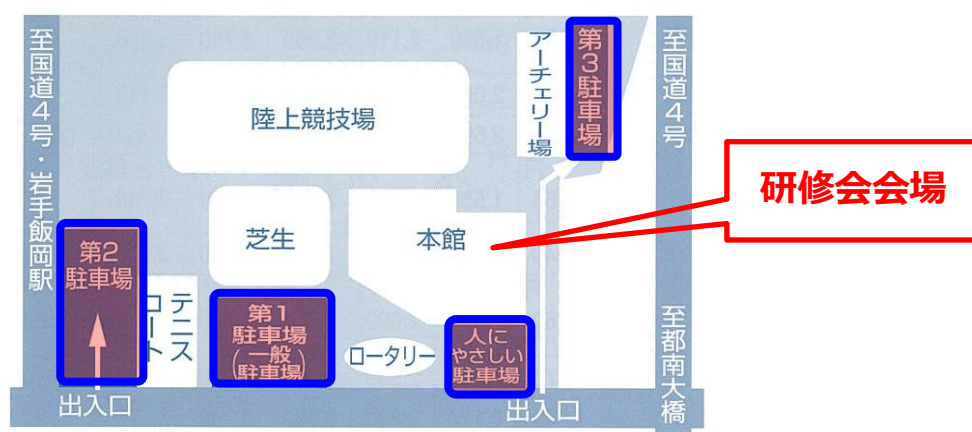 至国道4号・岩手飯岡駅
陸上競技場
アーチェリー場
第3駐車場
至国道4号
研修会会場
芝生
本館
第2
駐車場
テニス
コート
第1
駐車場
(一般
駐車場)
ロータリー
人に
やさしい
駐車場
至都南大橋
出入口
出入口